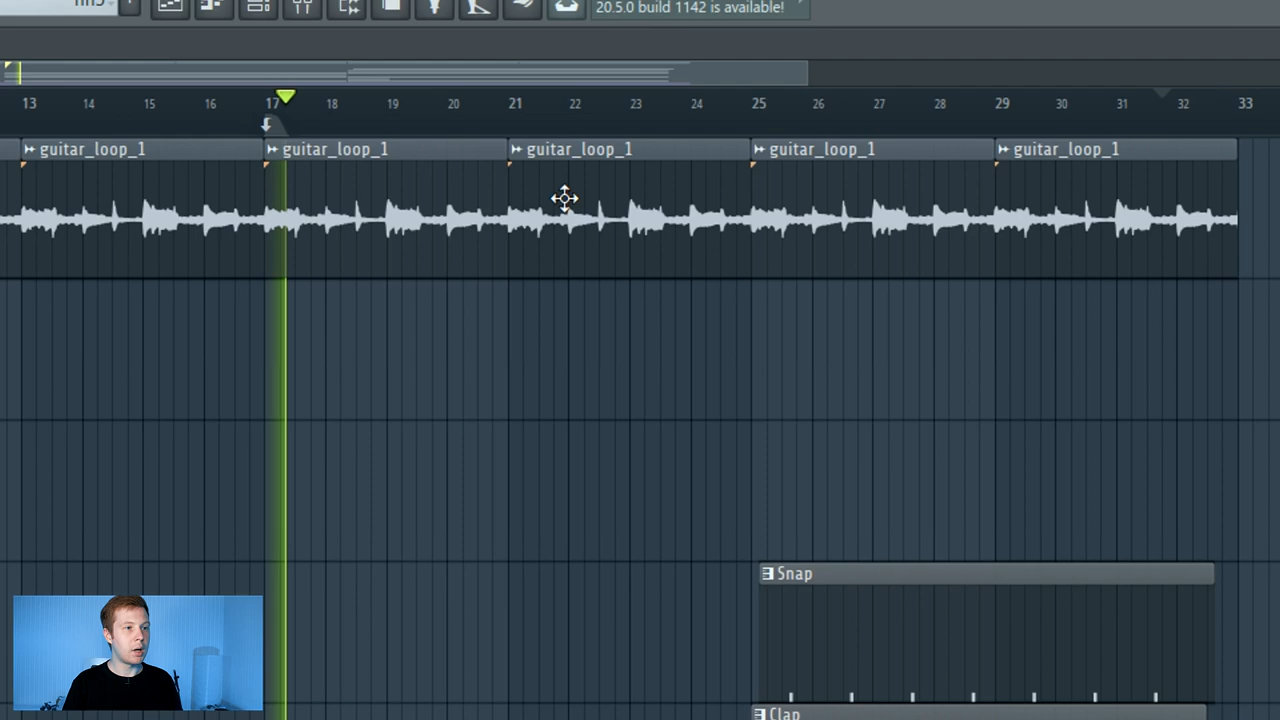 20.5.0 build 1142 is available!
13 14 15 16 17 18 19 20 21 22 23 24 25 26 27 28 29 30 31 32 33
guitar_loop_1 guitar_loop_1 guitar_loop_1 guitar_loop_1 guitar_loop_1
Snap
Clap